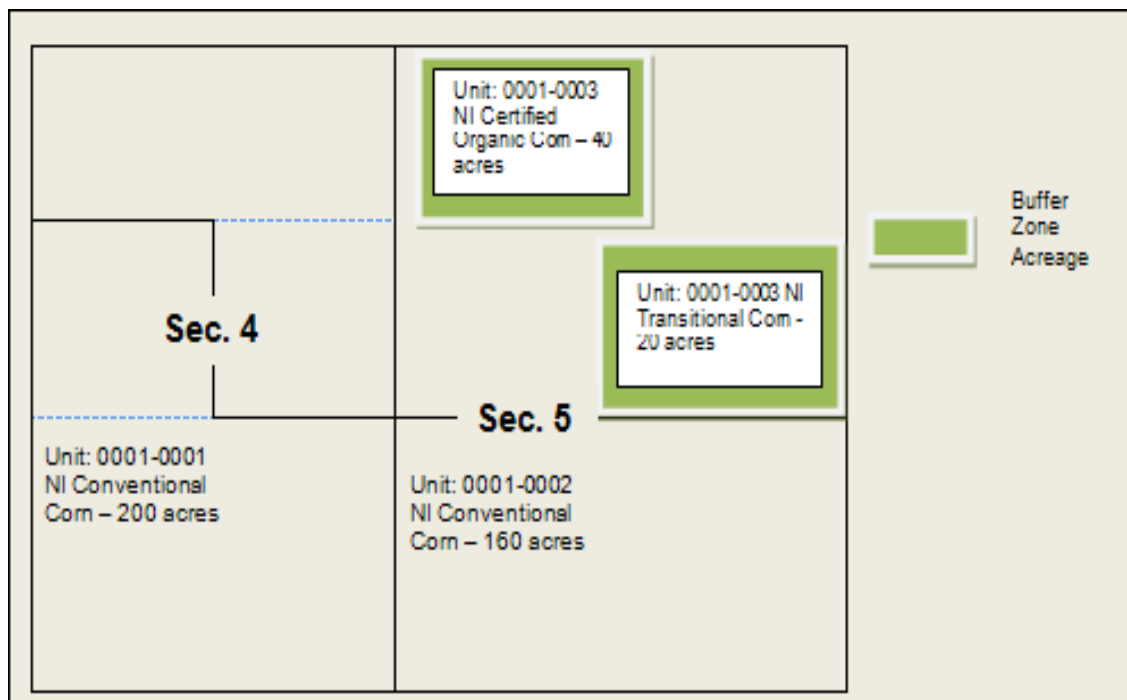 Unit: 0001-0003
NI Certified
Organic Corn – 40
acres
Buffer
Zone
Acreage
Unit: 0001-0003 NI
Transitional Corn -
20 acres
Sec. 4
Sec. 5
Unit: 0001-0001
NI Conventional
Corn – 200 acres
Unit: 0001-0002
NI Conventional
Corn – 160 acres